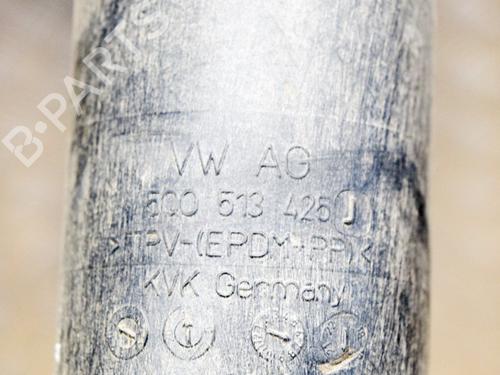 B-PARTS
VW AG
5Q0 513 425 J
>TPV-(EPDM+PP)<
KVK Germany